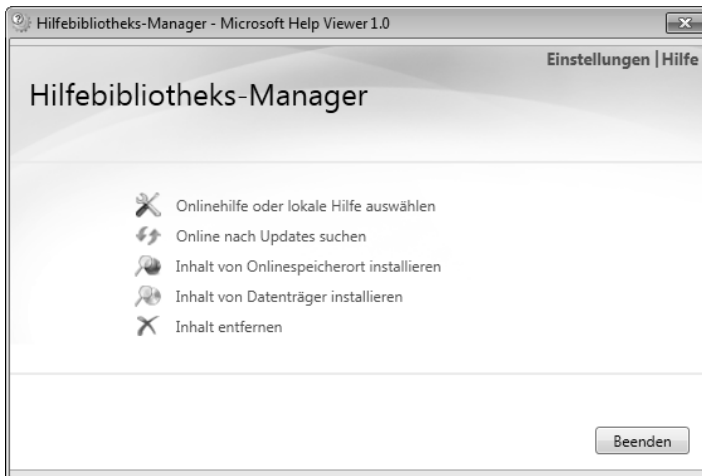 Hilfebibliotheks-Manager - Microsoft Help Viewer 1.0
Einstellungen | Hilfe
Hilfebibliotheks-Manager
Onlinehilfe oder lokale Hilfe auswählen
Online nach Updates suchen
Inhalt von Onlinespeicherort installieren
Inhalt von Datenträger installieren
Inhalt entfernen
Beenden